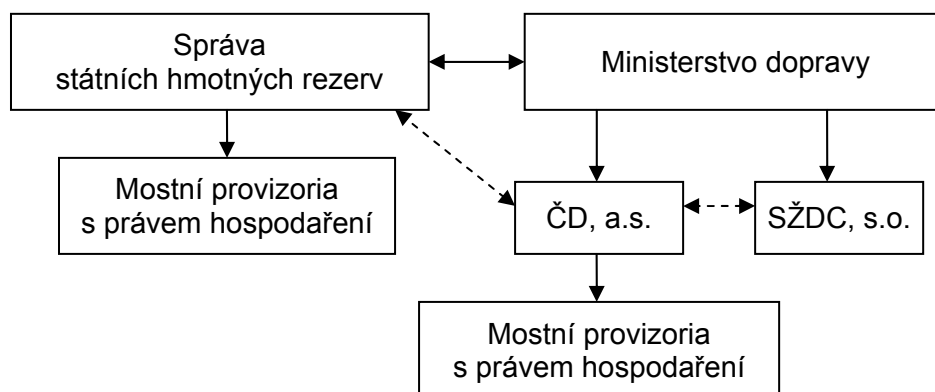 Správa
státních hmotných rezerv
Ministerstvo dopravy
Mostní provizoria
s právem hospodaření
ČD, a.s.
SŽDC, s.o.
Mostní provizoria
s právem hospodaření